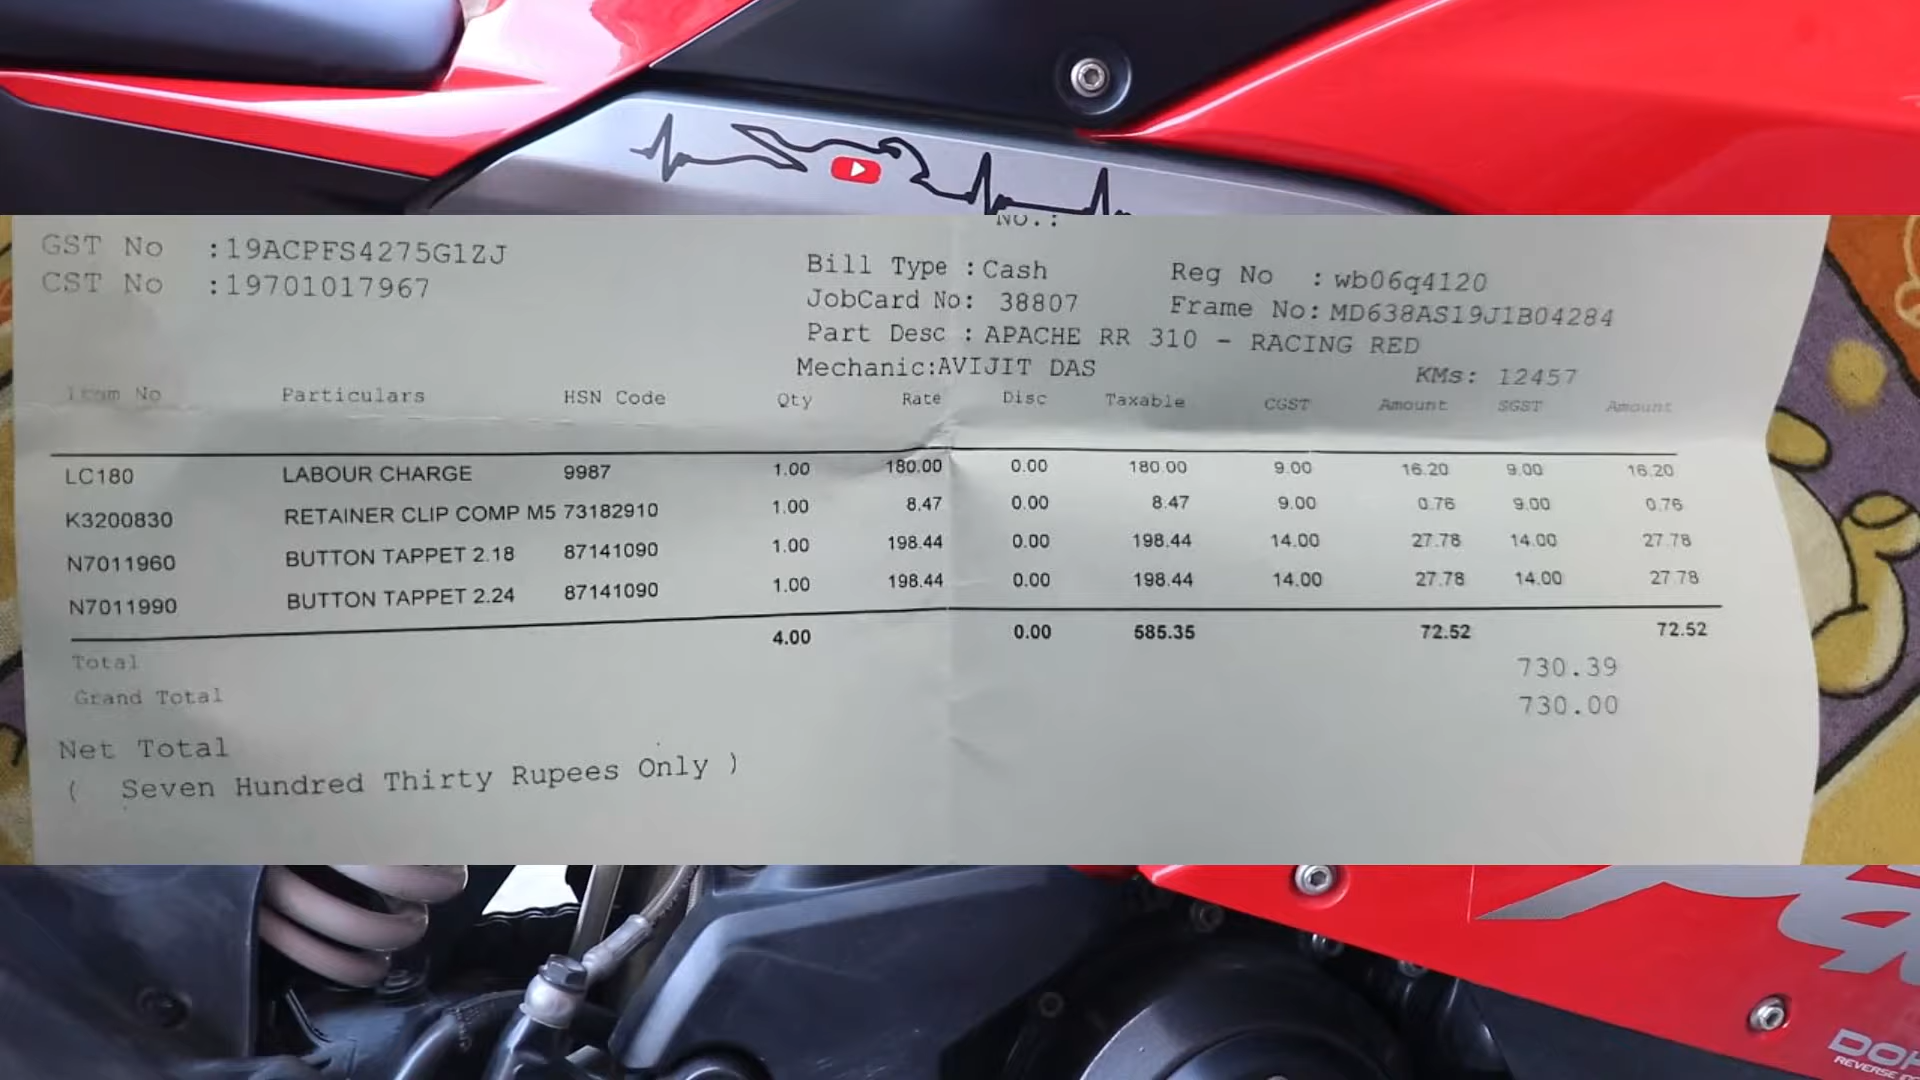 NO.:
GST No :19ACPFS4275G1ZJ
CST No :19701017967
Bill Type :Cash Reg No :wb06q4120
JobCard No: 38807 Frame No:MD638AS19J1B04284
Part Desc :APACHE RR 310 - RACING RED
Mechanic:AVIJIT DAS KMs: 12457
Item No Particulars HSN Code Qty Rate Disc Taxable CGST Amount SGST Amount
LC180 LABOUR CHARGE 9987 1.00 180.00 0.00 180.00 9.00 16.20 9.00 16.20
K3200830 RETAINER CLIP COMP M5 73182910 1.00 8.47 0.00 8.47 9.00 0.76 9.00 0.76
N7011960 BUTTON TAPPET 2.18 87141090 1.00 198.44 0.00 198.44 14.00 27.78 14.00 27.78
N7011990 BUTTON TAPPET 2.24 87141090 1.00 198.44 0.00 198.44 14.00 27.78 14.00 27.78
4.00 0.00 585.35 72.52 72.52
Total 730.39
Grand Total 730.00
Net Total
( Seven Hundred Thirty Rupees Only )